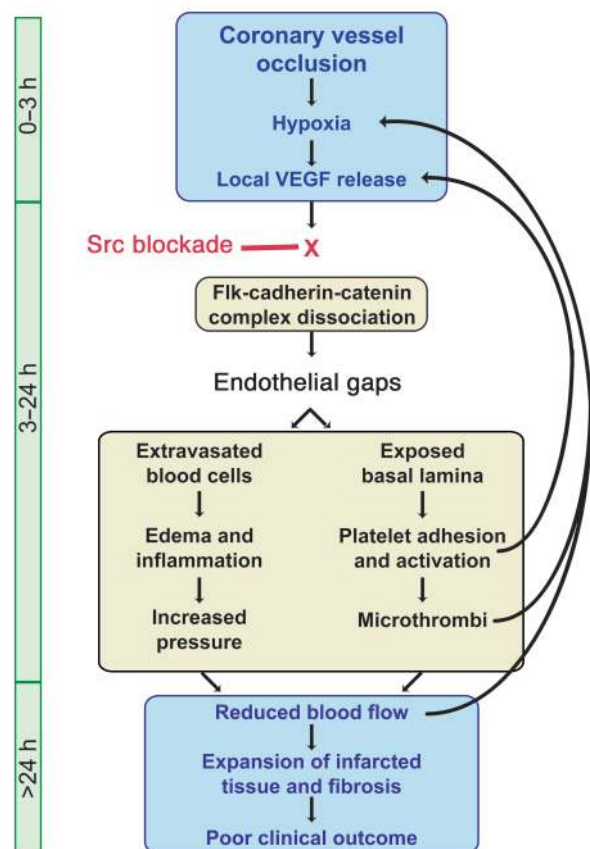 0–3 h
Coronary vessel
occlusion
Hypoxia
Local VEGF release
3–24 h
Src blockade
X
Flk-cadherin-catenin
complex dissociation
Endothelial gaps
Extravasated
blood cells
Edema and
inflammation
Increased
pressure
Exposed
basal lamina
Platelet adhesion
and activation
Microthrombi
>24 h
Reduced blood flow
Expansion of infarcted
tissue and fibrosis
Poor clinical outcome